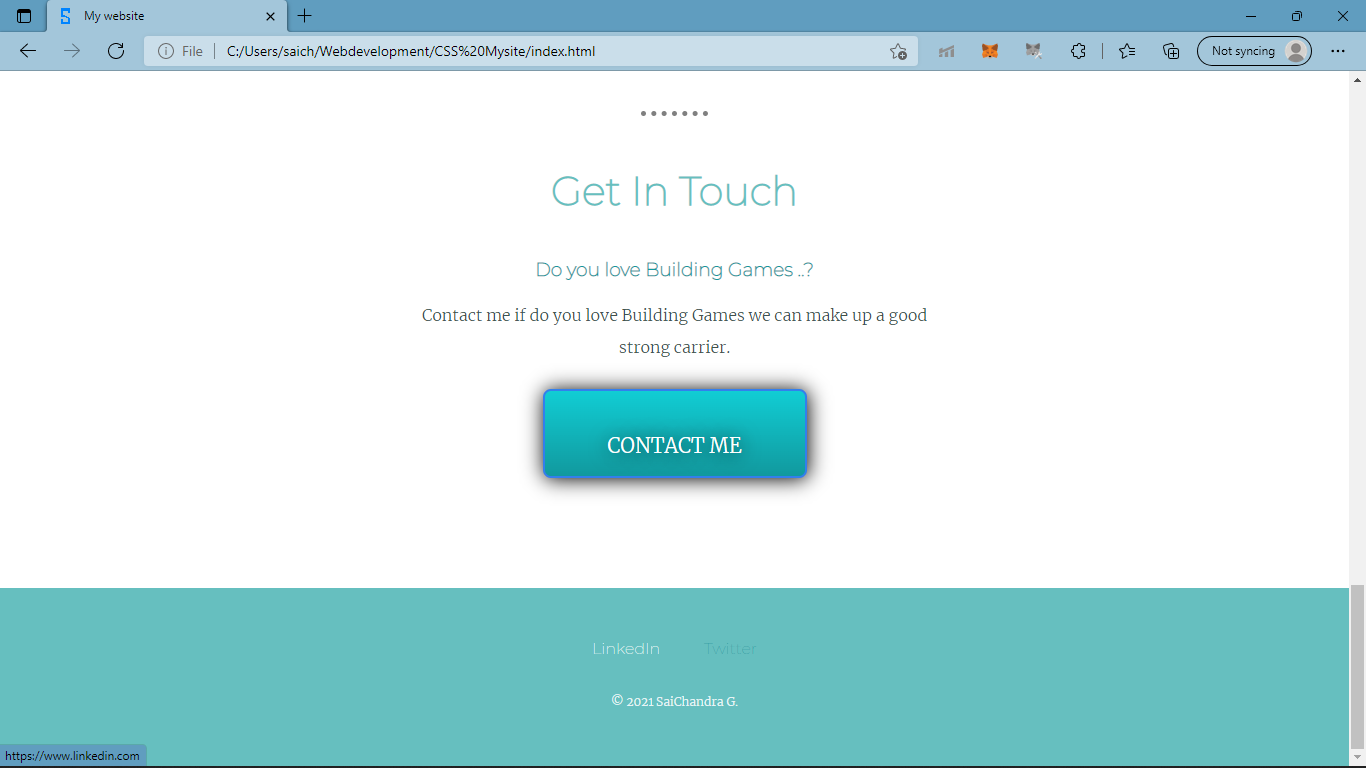 My website
File
C:/Users/saich/Webdevelopment/CSS%20Mysite/index.html
Not syncing
Get In Touch
Do you love Building Games ..?
Contact me if do you love Building Games we can make up a good
strong carrier.
CONTACT ME
LinkedIn Twitter
© 2021 SaiChandra G.
https://www.linkedin.com